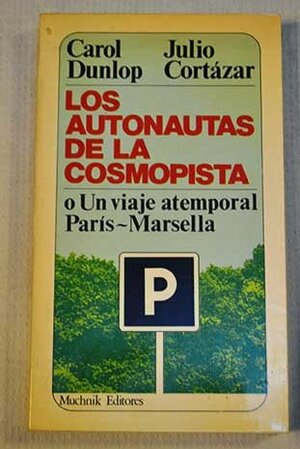 Carol Julio
Dunlop Cortázar
LOS
AUTONAUTAS
DE LA
COSMOPISTA
o Un viaje atemporal
París~Marsella
P
Muchnik Editores